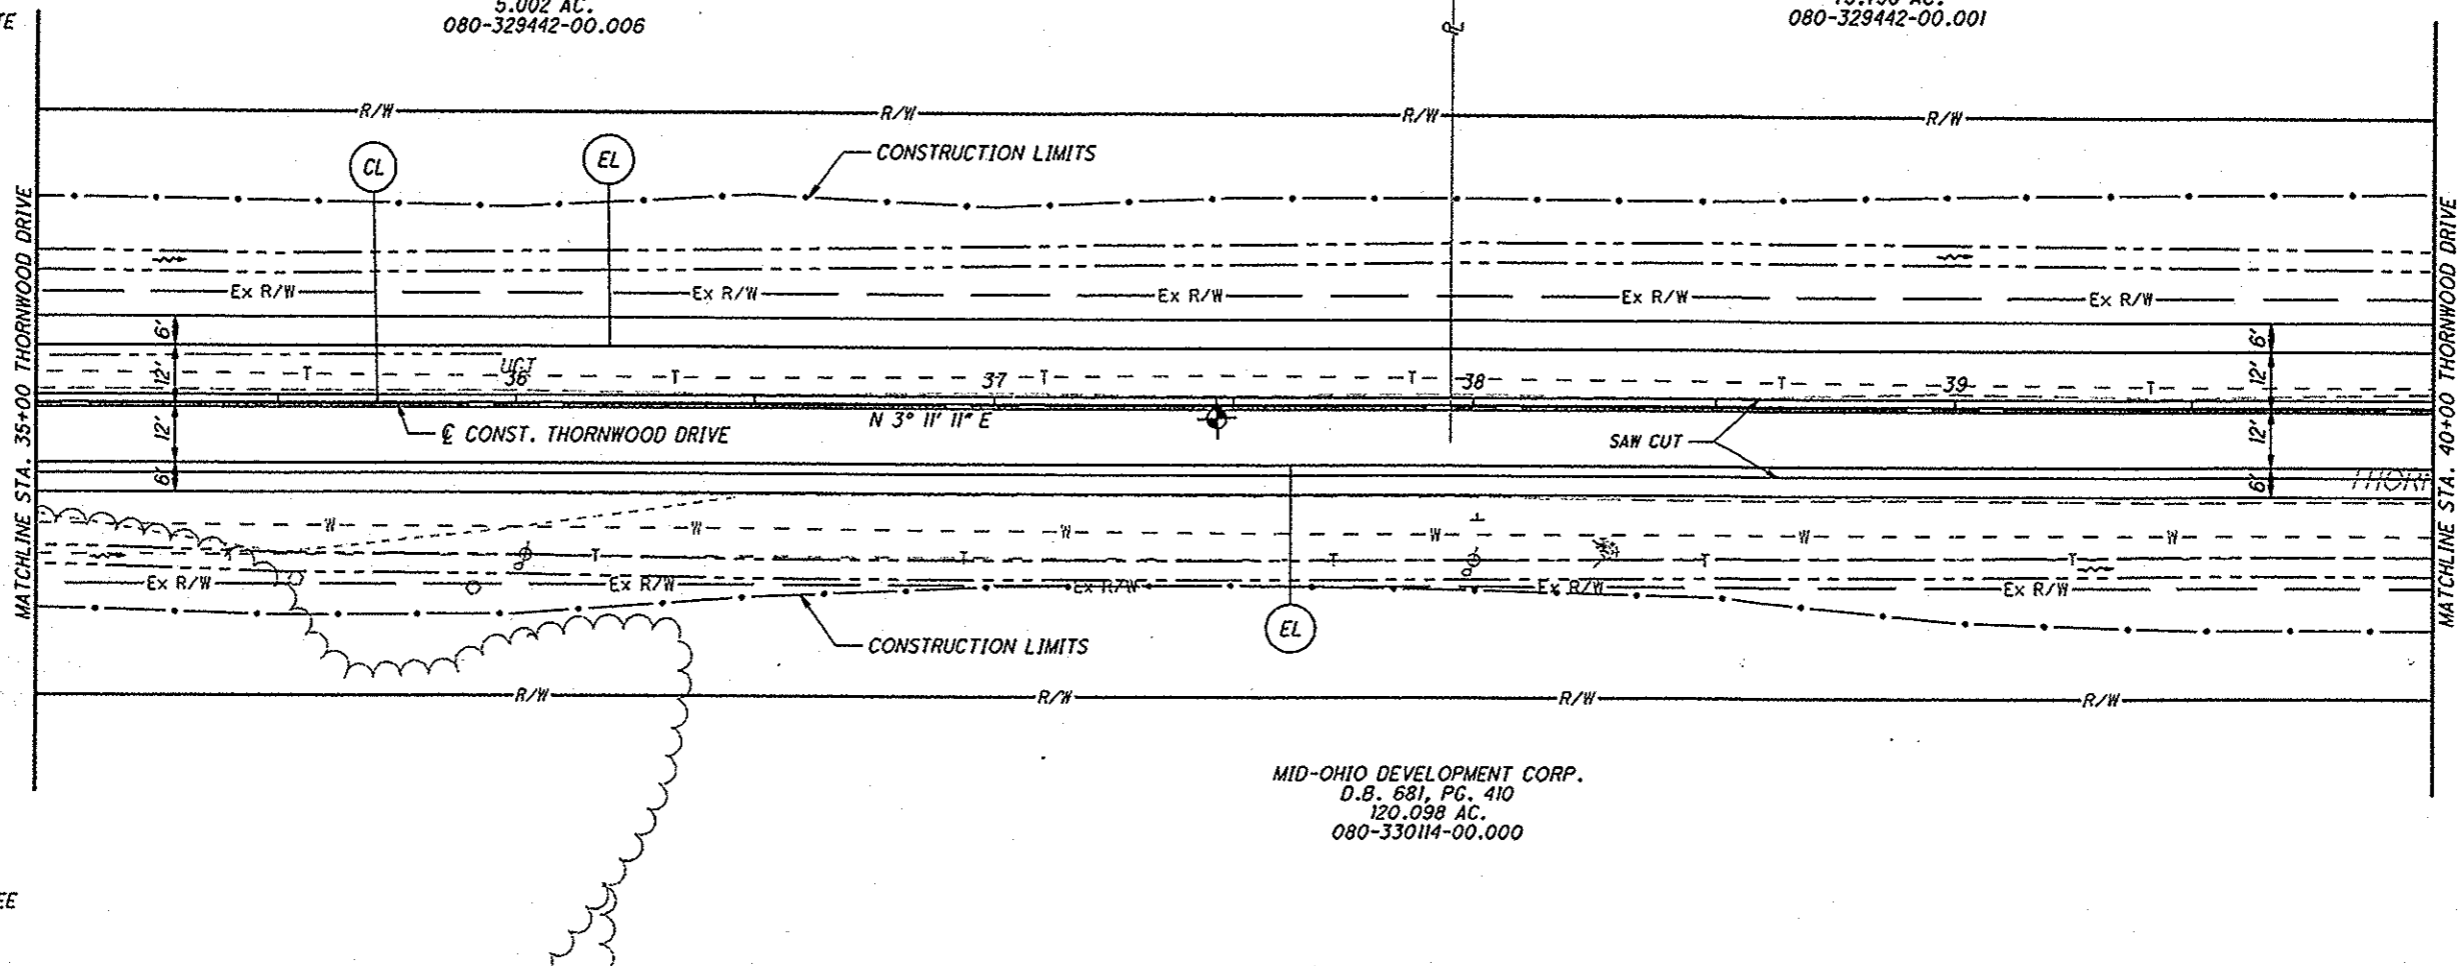 5.002 AC.
080-329442-00.006
080-329442-00.001
R/W R/W R/W R/W
CL
EL
CONSTRUCTION LIMITS
MATCHLINE STA. 35+00 THORNWOOD DRIVE
MATCHLINE STA. 40+00 THORNWOOD DRIVE
Ex R/W Ex R/W Ex R/W Ex R/W Ex R/W
6'
12'
12'
6'
6'
12'
12'
6'
T T T T T T
UGT
36 37 38 39
N 3° 11' 11" E
℄ CONST. THORNWOOD DRIVE
SAW CUT
W W W W W W
T T T T T
Ex R/W Ex R/W Ex R/W Ex R/W Ex R/W
EL
CONSTRUCTION LIMITS
R/W R/W R/W R/W
MID-OHIO DEVELOPMENT CORP.
D.B. 681, PG. 410
120.098 AC.
080-330114-00.000